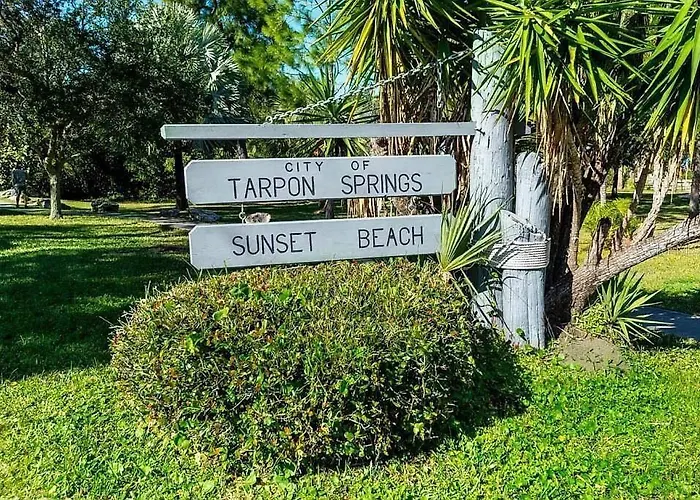 CITY OF
TARPON SPRINGS
SUNSET BEACH